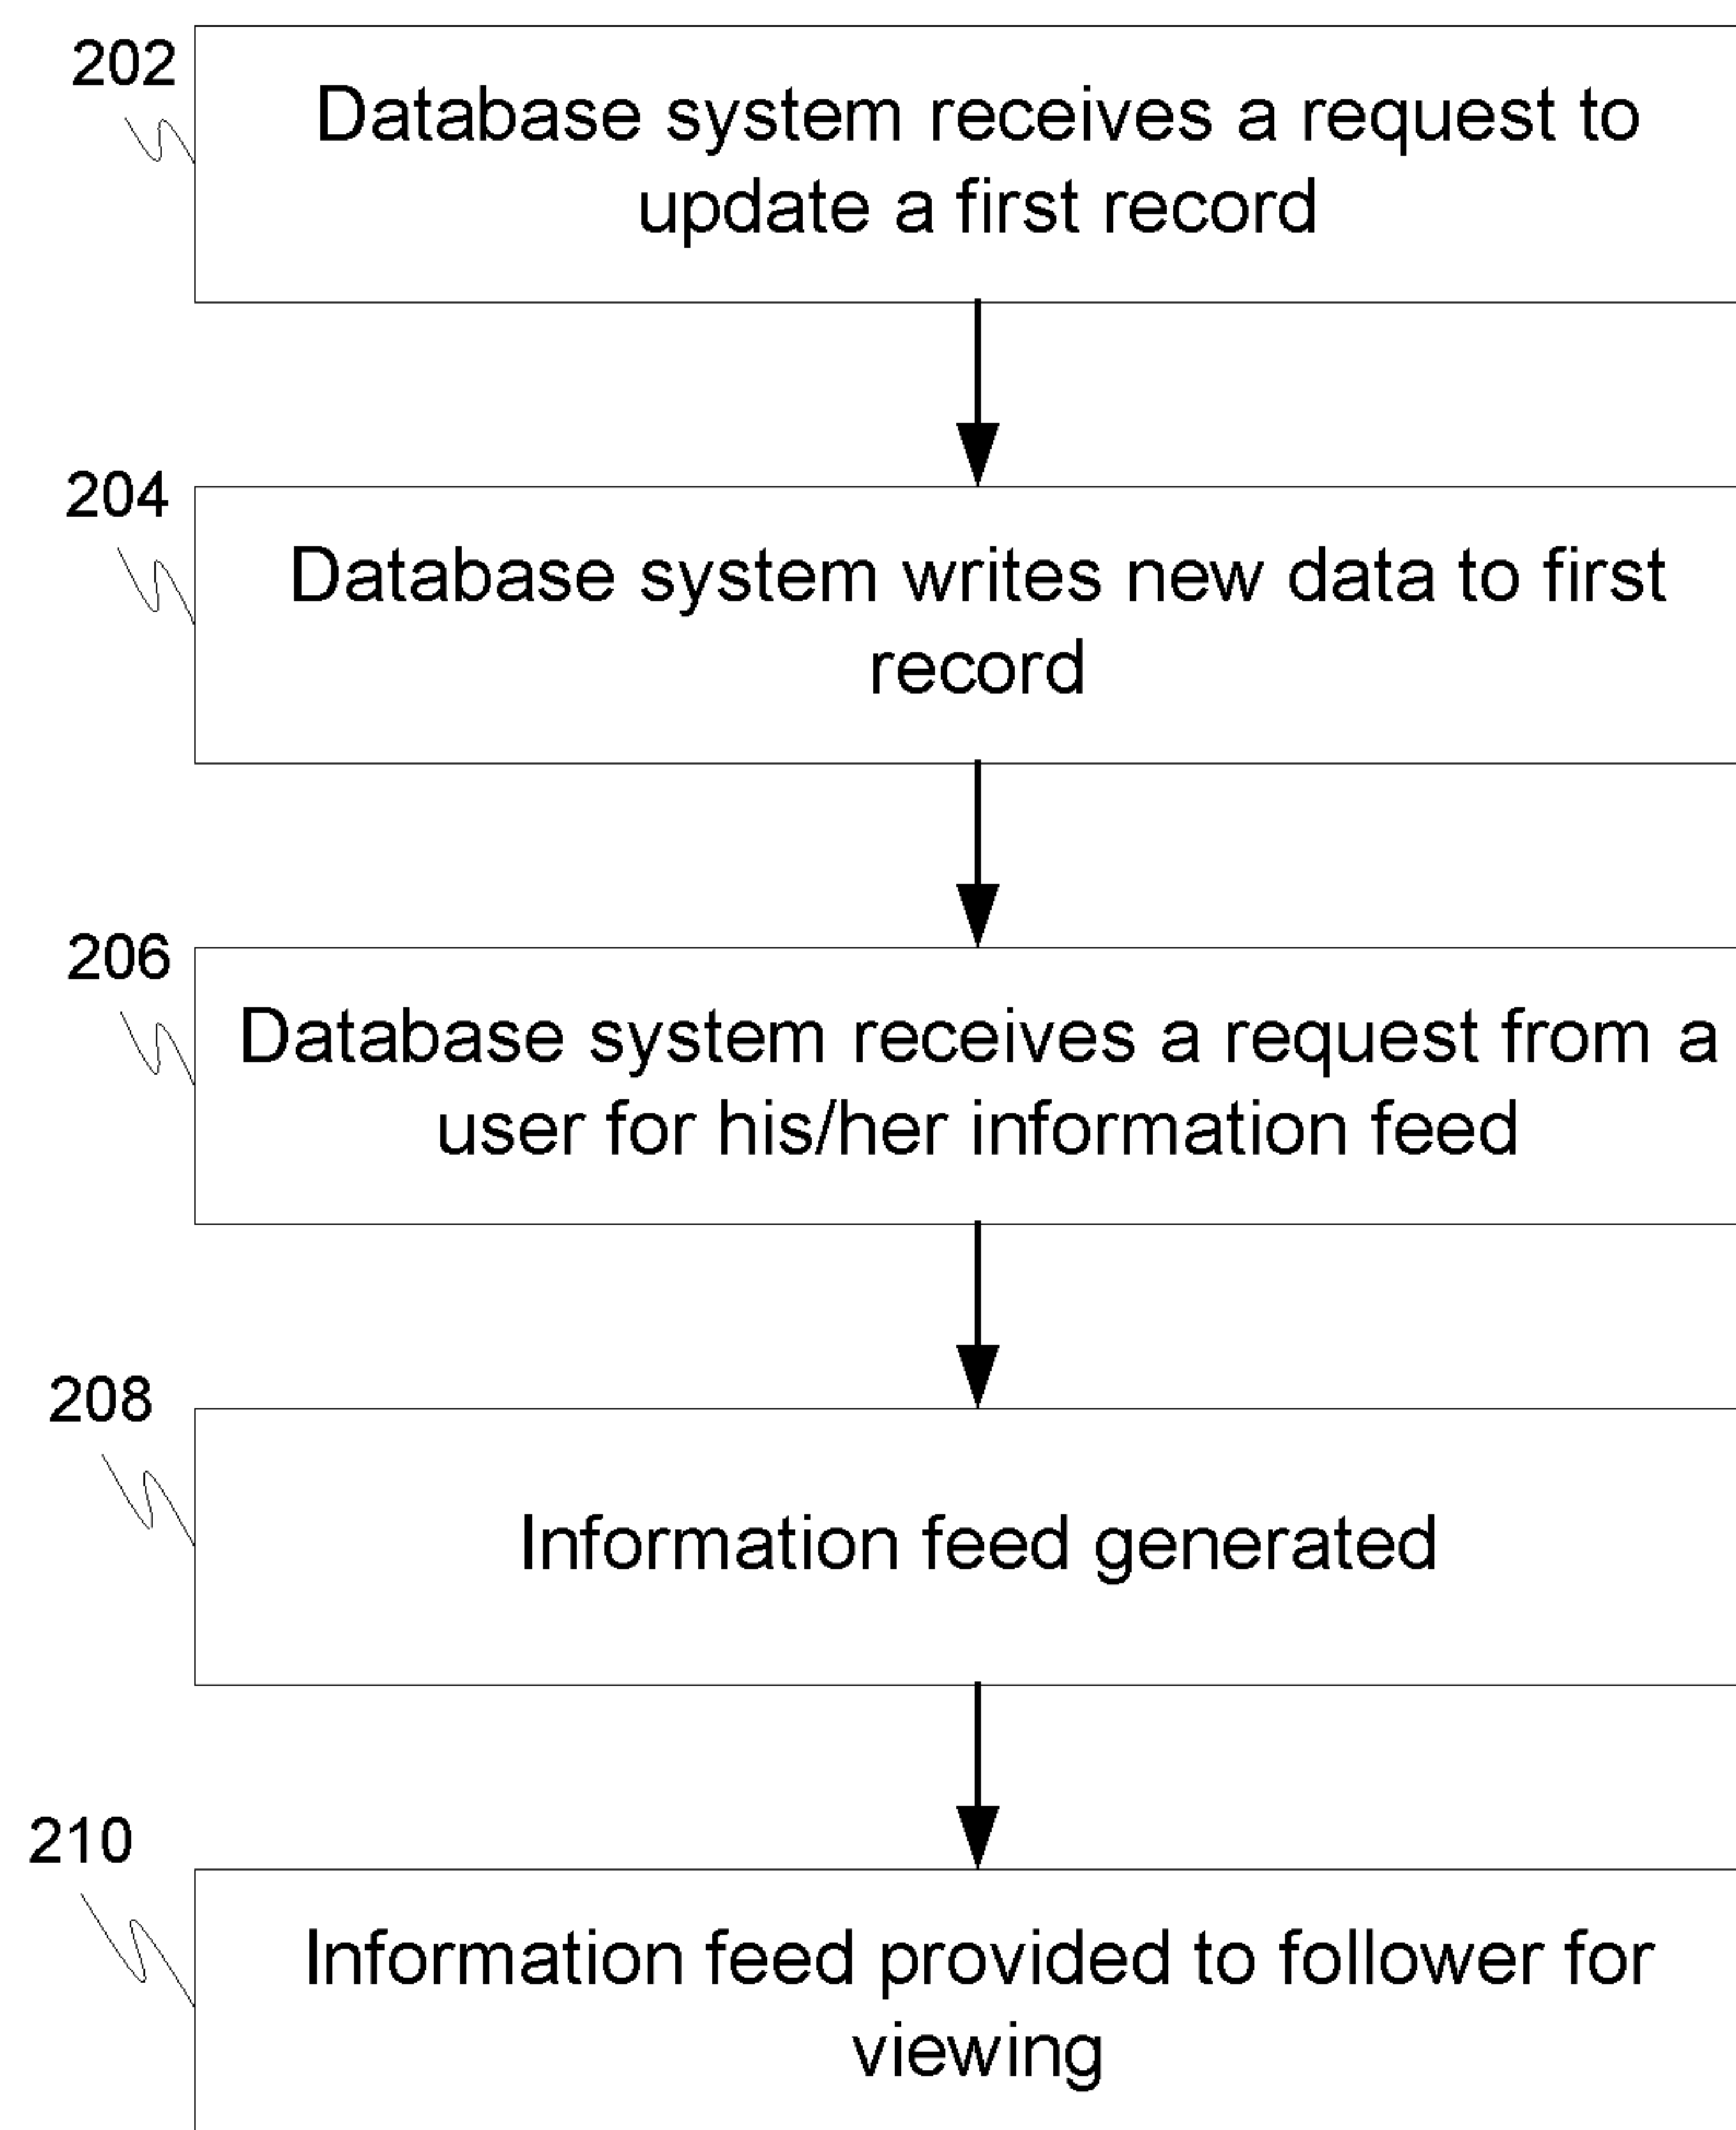 202
Database system receives a request to
update a first record
204
Database system writes new data to first
record
206
Database system receives a request from a
user for his/her information feed
208
Information feed generated
210
Information feed provided to follower for
viewing